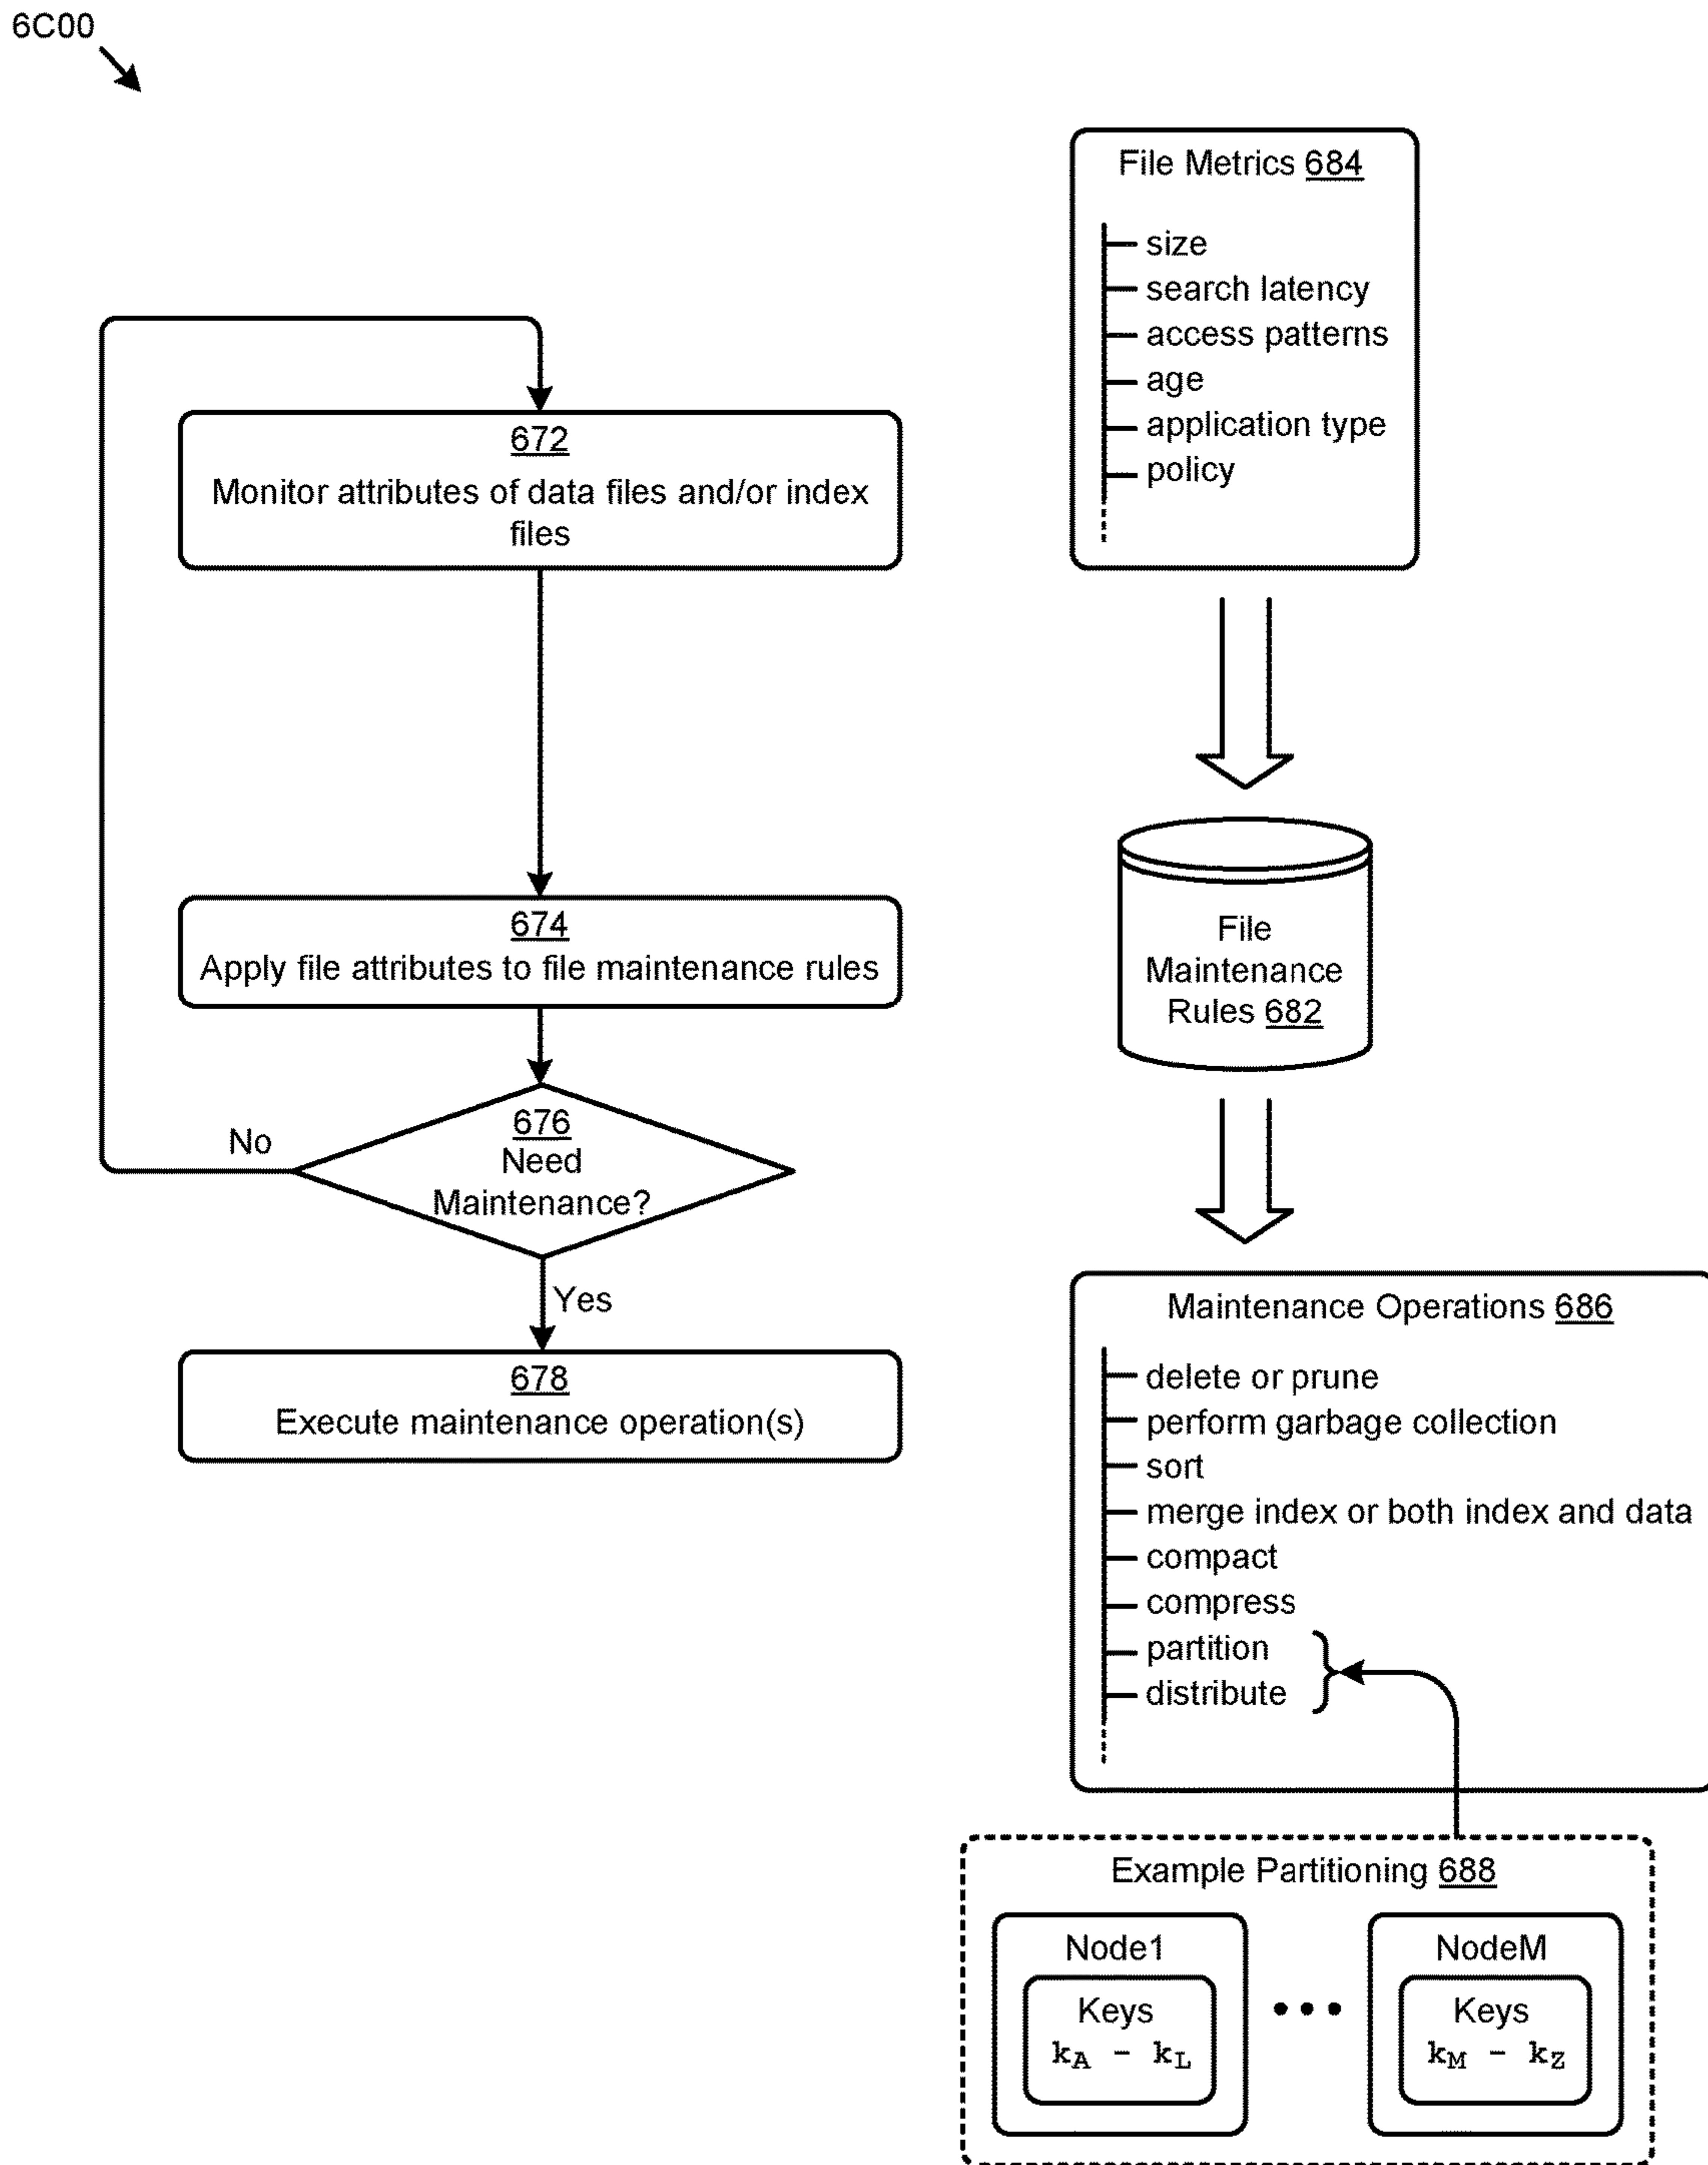 6C00
672
Monitor attributes of data files and/or index
files
674
Apply file attributes to file maintenance rules
676
Need
Maintenance?
No
Yes
678
Execute maintenance operation(s)
File Metrics 684
size
search latency
access patterns
age
application type
policy
File
Maintenance
Rules 682
Maintenance Operations 686
delete or prune
perform garbage collection
sort
merge index or both index and data
compact
compress
partition
distribute
Example Partitioning 688
Node1
Keys
kA - kL
NodeM
Keys
kM - kZ